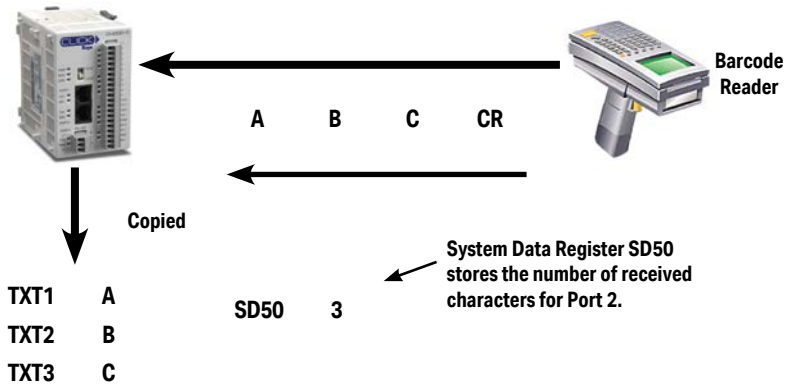 CLICK
Barcode
Reader
A B C CR
Copied
System Data Register SD50
stores the number of received
characters for Port 2.
TXT1 A
SD50 3
TXT2 B
TXT3 C